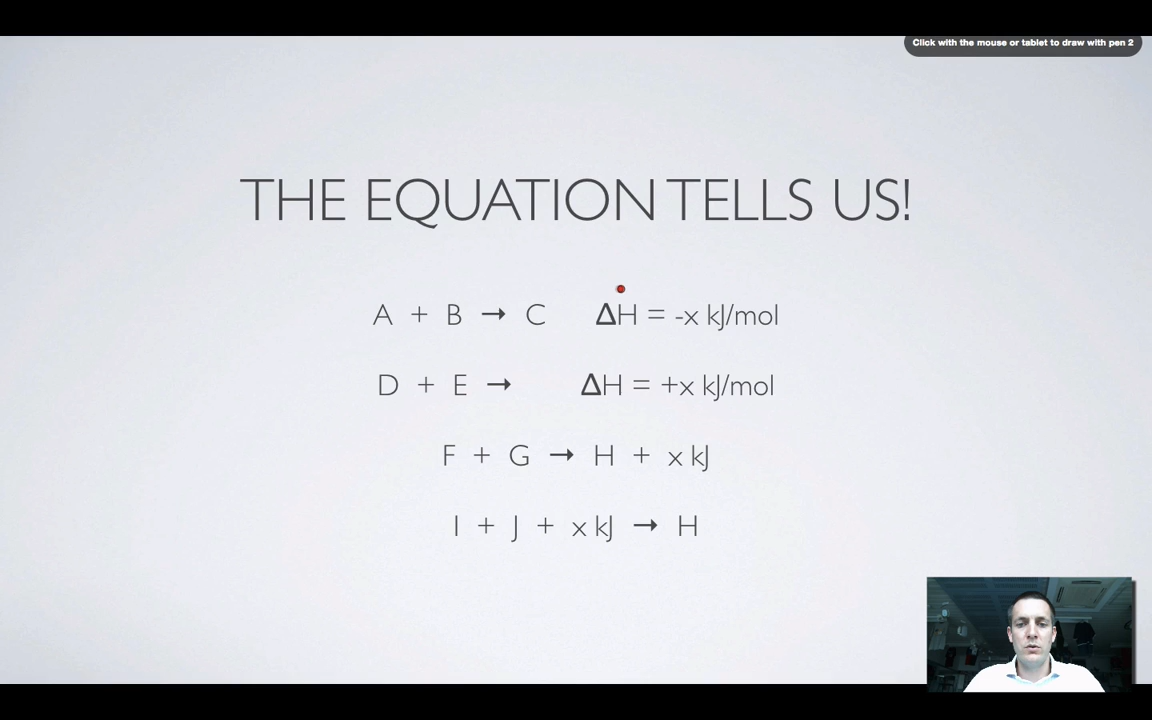 Click with the mouse or tablet to draw with pen 2
THE EQUATION TELLS US!
A + B → C ΔH = -x kJ/mol
D + E → ΔH = +x kJ/mol
F + G → H + x kJ
I + J + x kJ → H